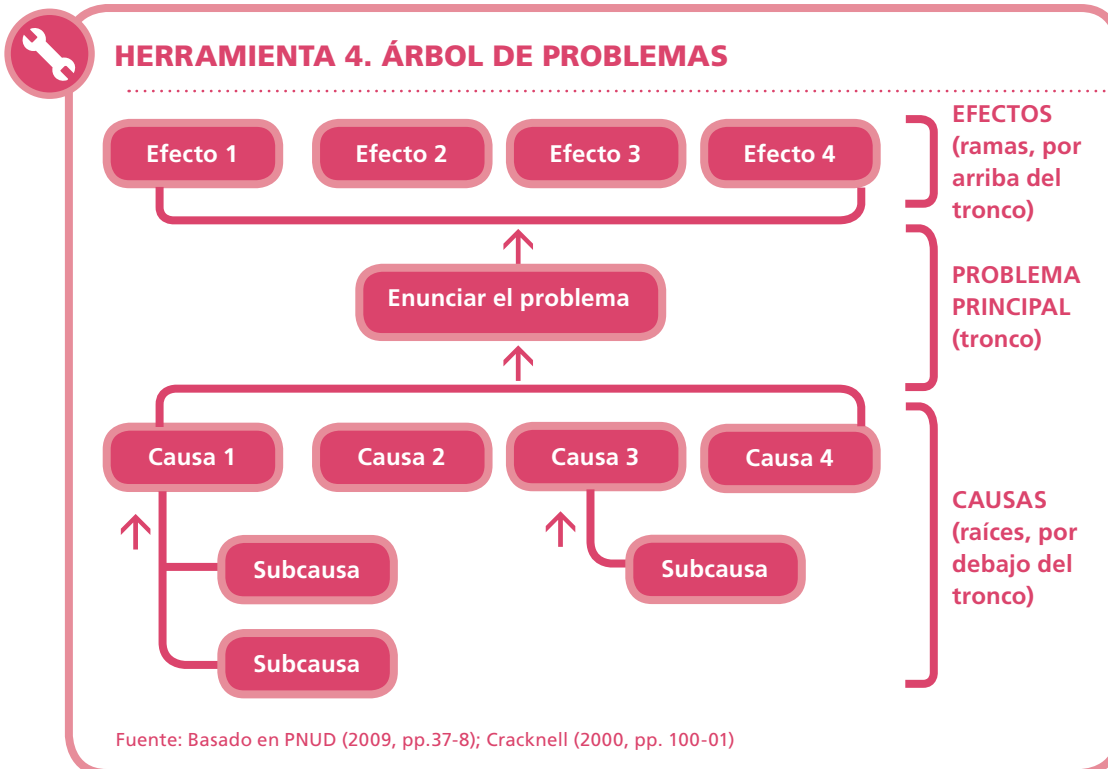 HERRAMIENTA 4. ÁRBOL DE PROBLEMAS
Efecto 1
Efecto 2
Efecto 3
Efecto 4
EFECTOS
(ramas, por
arriba del
tronco)
Enunciar el problema
PROBLEMA
PRINCIPAL
(tronco)
Causa 1
Causa 2
Causa 3
Causa 4
Subcausa
Subcausa
Subcausa
CAUSAS
(raíces, por
debajo del
tronco)
Fuente: Basado en PNUD (2009, pp.37-8); Cracknell (2000, pp. 100-01)